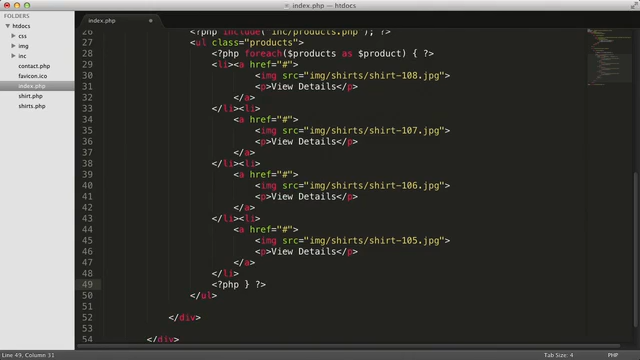 index.php
FOLDERS
htdocs
css
img
inc
contact.php
favicon.ico
index.php
shirt.php
shirts.php
index.php
26 <?php include('inc/products.php'); ?>
27 <ul class="products">
28 <?php foreach($products as $product) { ?>
29 <li><a href="#">
30 <img src="img/shirts/shirt-108.jpg">
31 <p>View Details</p>
32 </a>
33 </li><li>
34 <a href="#">
35 <img src="img/shirts/shirt-107.jpg">
36 <p>View Details</p>
37 </a>
38 </li><li>
39 <a href="#">
40 <img src="img/shirts/shirt-106.jpg">
41 <p>View Details</p>
42 </a>
43 </li><li>
44 <a href="#">
45 <img src="img/shirts/shirt-105.jpg">
46 <p>View Details</p>
47 </a>
48 </li>
49 <?php } ?>
50 </ul>
51
52 </div>
53
54 </div>
Line 49, Column 31
Tab Size: 4
PHP